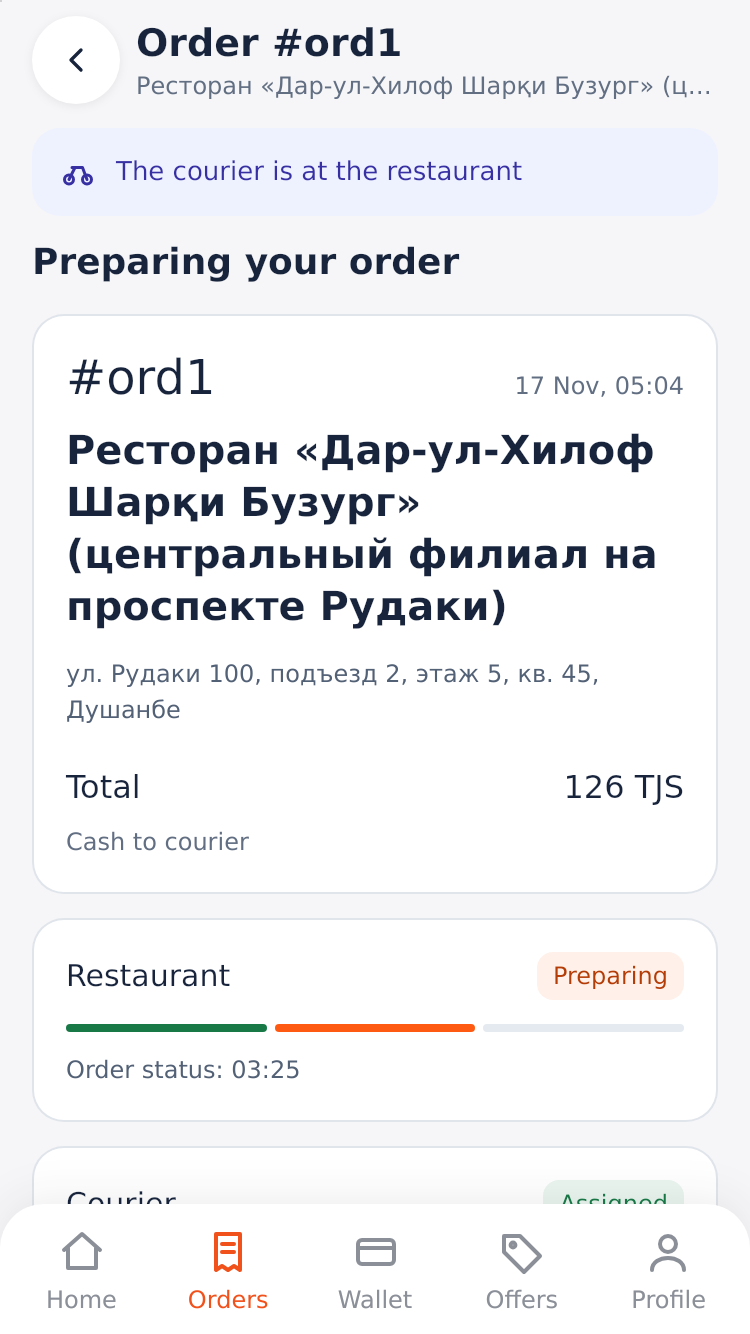 Order #ord1
Ресторан «Дар-ул-Хилоф Шарқи Бузург» (ц...
The courier is at the restaurant
Preparing your order
#ord1
17 Nov, 05:04
Ресторан «Дар-ул-Хилоф
Шарқи Бузург»
(центральный филиал на
проспекте Рудаки)
ул. Рудаки 100, подъезд 2, этаж 5, кв. 45,
Душанбе
Total
126 TJS
Cash to courier
Restaurant
Preparing
Order status: 03:25
Courier
Assigned
Home
Orders
Wallet
Offers
Profile